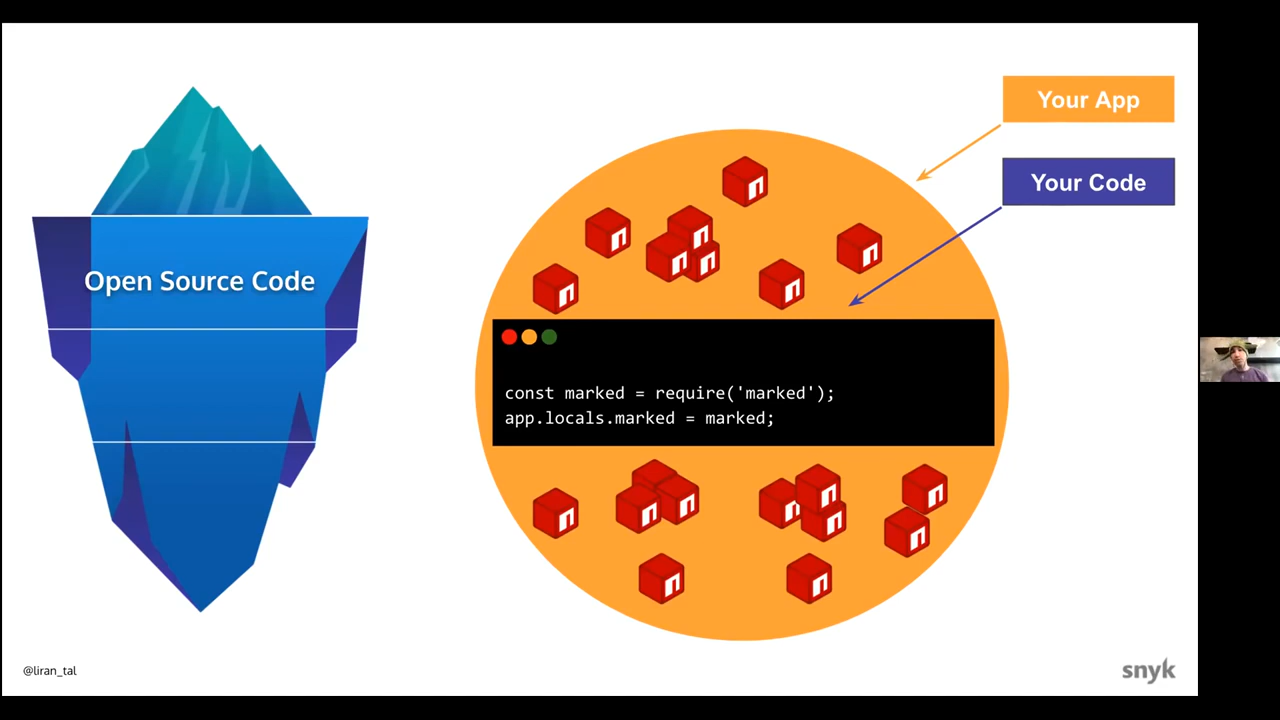 Your App
Your Code
Open Source Code
const marked = require('marked');
app.locals.marked = marked;
@liran_tal
snyk